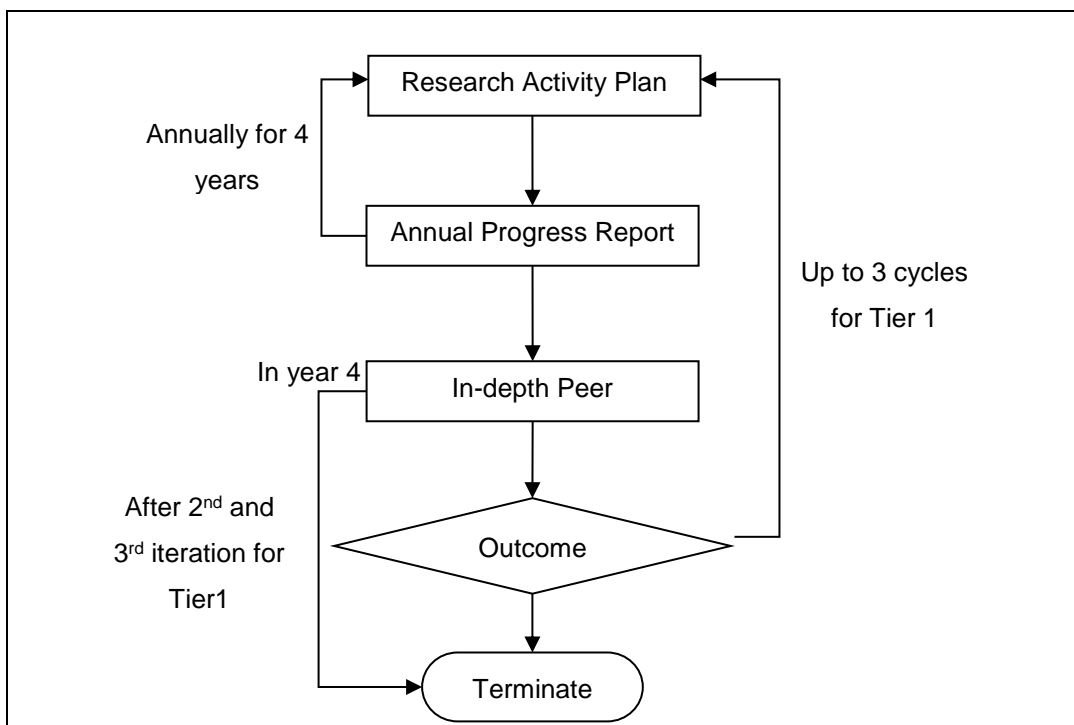 Research Activity Plan
Annually for 4
years
Annual Progress Report
Up to 3 cycles
for Tier 1
In year 4
In-depth Peer
After 2nd and
3rd iteration for
Tier1
Outcome
Terminate